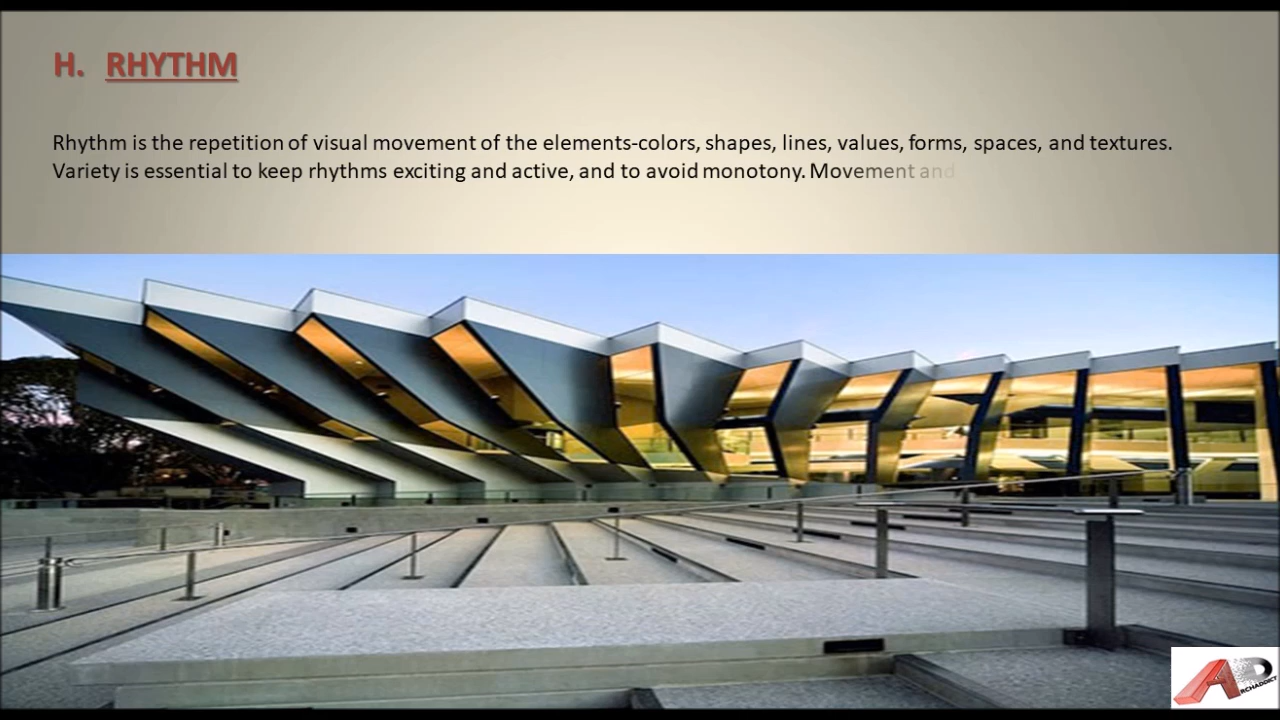 H. RHYTHM
Rhythm is the repetition of visual movement of the elements-colors, shapes, lines, values, forms, spaces, and textures.
Variety is essential to keep rhythms exciting and active, and to avoid monotony. Movement and
RCHADDICT